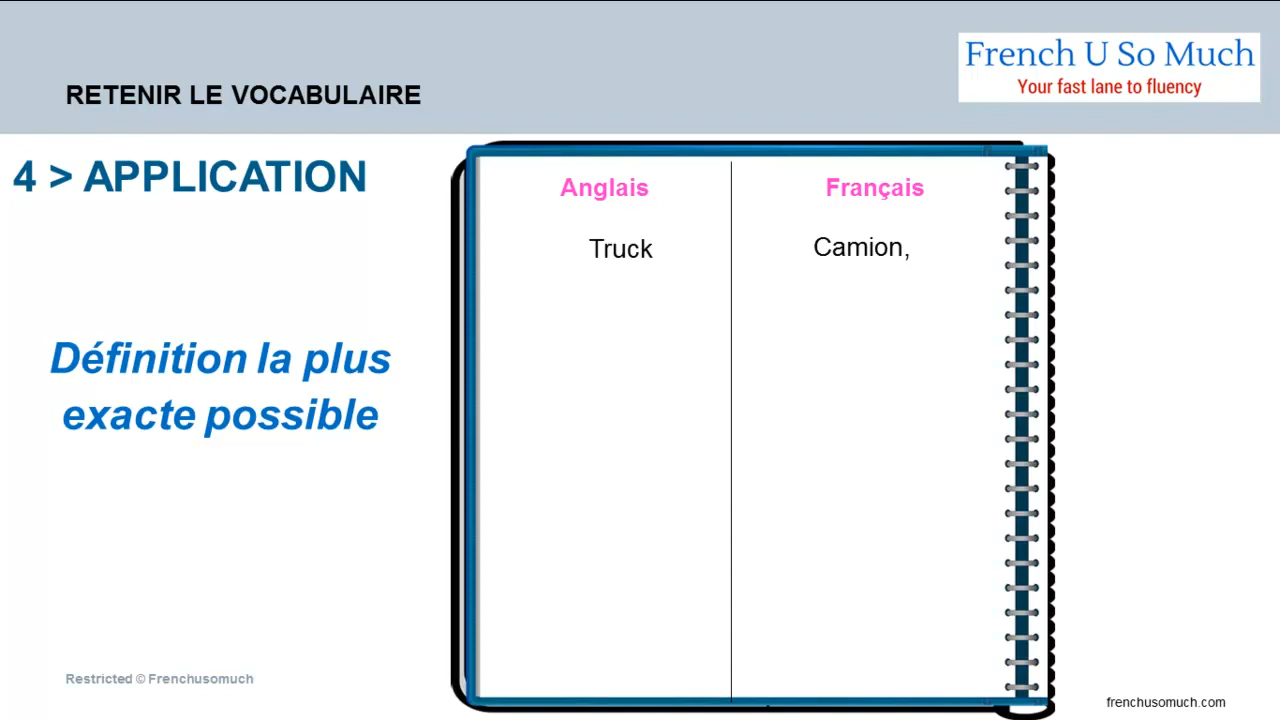 French U So Much
Your fast lane to fluency
RETENIR LE VOCABULAIRE
4 > APPLICATION
Anglais
Français
Truck
Camion,
Définition la plus
exacte possible
Restricted © Frenchusomuch
frenchusomuch.com